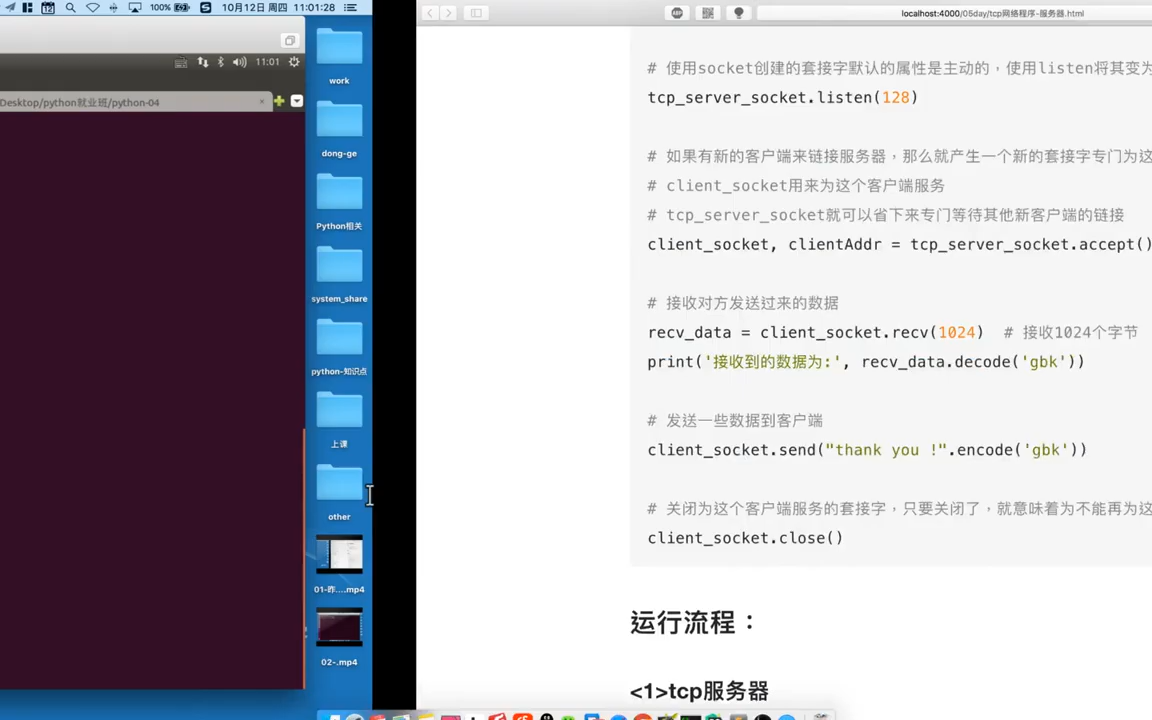 100%
10月12日 周四 11:01:28
11:01
Desktop/python就业班/python-04
work
dong-ge
Python相关
system_share
python-知识点
上课
other
01-昨....mp4
02-.mp4
localhost:4000/05day/tcp网络程序-服务器.html
# 使用socket创建的套接字默认的属性是主动的，使用listen将其变为
tcp_server_socket.listen(128)
# 如果有新的客户端来链接服务器，那么就产生一个新的套接字专门为这
# client_socket用来为这个客户端服务
# tcp_server_socket就可以省下来专门等待其他新客户端的链接
client_socket, clientAddr = tcp_server_socket.accept()
# 接收对方发送过来的数据
recv_data = client_socket.recv(1024)  # 接收1024个字节
print('接收到的数据为:', recv_data.decode('gbk'))
# 发送一些数据到客户端
client_socket.send("thank you !".encode('gbk'))
# 关闭为这个客户端服务的套接字，只要关闭了，就意味着为不能再为这
client_socket.close()
运行流程：
<1>tcp服务器